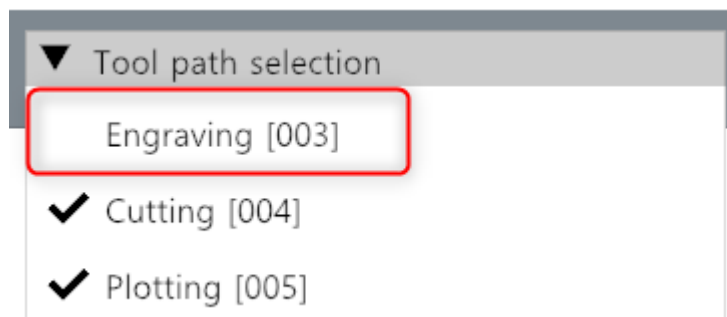 Tool path selection
Engraving [003]
Cutting [004]
Plotting [005]